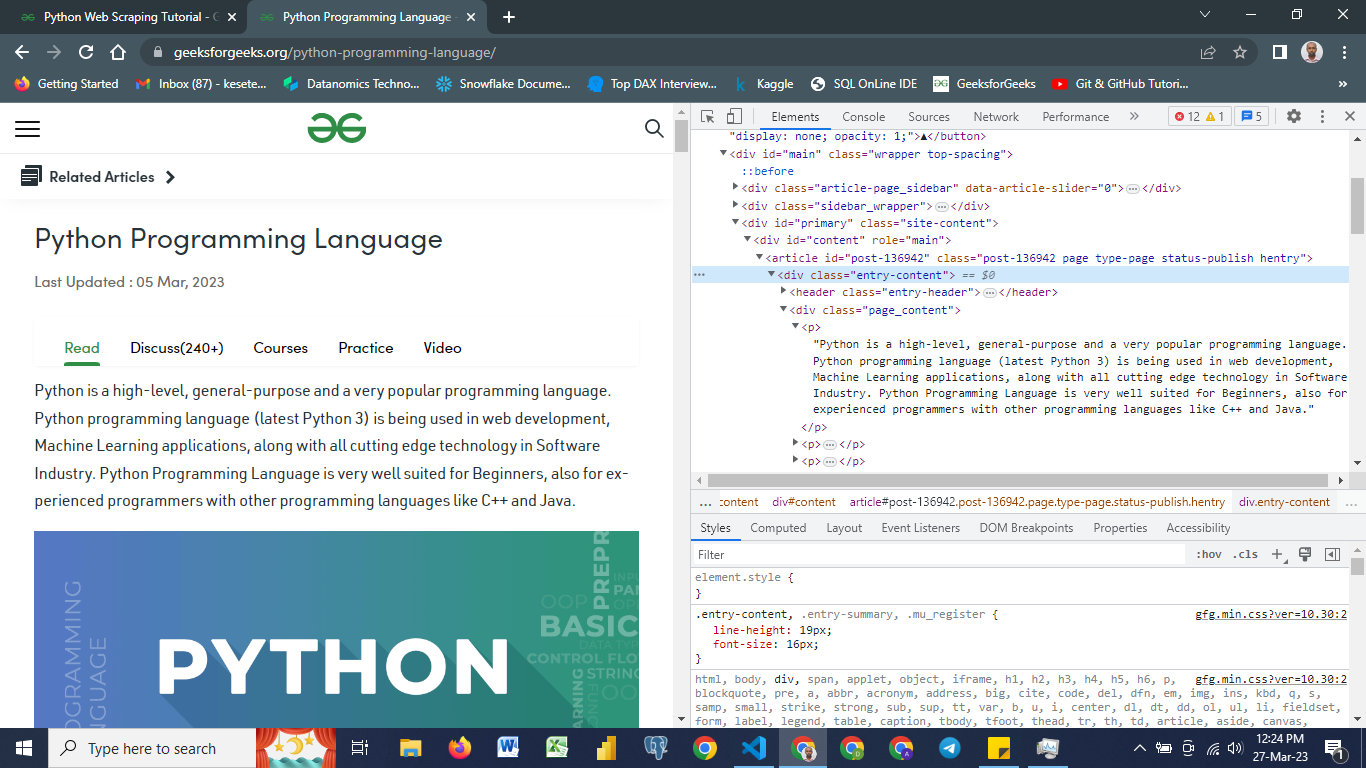 Python Web Scraping Tutorial - G
Python Programming Language -
geeksforgeeks.org/python-programming-language/
Getting Started
Inbox (87) - kesete...
Datanomics Techno...
Snowflake Docume...
Top DAX Interview...
Kaggle
SQL OnLine IDE
GeeksforGeeks
Git & GitHub Tutori...
»
Related Articles
Python Programming Language
Last Updated : 05 Mar, 2023
Read
Discuss(240+)
Courses
Practice
Video
Python is a high-level, general-purpose and a very popular programming language.
Python programming language (latest Python 3) is being used in web development,
Machine Learning applications, along with all cutting edge technology in Software
Industry. Python Programming Language is very well suited for Beginners, also for ex-
perienced programmers with other programming languages like C++ and Java.
PROGRAMMING
LANGUAGE
PYTHON
PREPR
OOP
BASIC
DATA TYP
CONTROL FLO
STRING
Elements
Console
Sources
Network
Performance
»
12
1
5
"display: none; opacity: 1;">▲</button>
<div id="main" class="wrapper top-spacing">
::before
<div class="article-page_sidebar" data-article-slider="0">…</div>
<div class="sidebar_wrapper">…</div>
<div id="primary" class="site-content">
<div id="content" role="main">
<article id="post-136942" class="post-136942 page type-page status-publish hentry">
<div class="entry-content"> == $0
<header class="entry-header">…</header>
<div class="page_content">
<p>
"Python is a high-level, general-purpose and a very popular programming language.
Python programming language (latest Python 3) is being used in web development,
Machine Learning applications, along with all cutting edge technology in Software
Industry. Python Programming Language is very well suited for Beginners, also for
experienced programmers with other programming languages like C++ and Java."
</p>
<p>…</p>
<p>…</p>
... content div#content article#post-136942.post-136942.page.type-page.status-publish.hentry div.entry-content ...
Styles
Computed
Layout
Event Listeners
DOM Breakpoints
Properties
Accessibility
Filter
:hov .cls +
element.style {
}
.entry-content, .entry-summary, .mu_register {
gfg.min.css?ver=10.30:2
line-height: 19px;
font-size: 16px;
}
html, body, div, span, applet, object, iframe, h1, h2, h3, h4, h5, h6, p,
gfg.min.css?ver=10.30:2
blockquote, pre, a, abbr, acronym, address, big, cite, code, del, dfn, em, img, ins, kbd, q, s,
samp, small, strike, strong, sub, sup, tt, var, b, u, i, center, dl, dt, dd, ol, ul, li, fieldset,
form, label, legend, table, caption, tbody, tfoot, thead, tr, th, td, article, aside, canvas,
Type here to search
12:24 PM
27-Mar-23
1